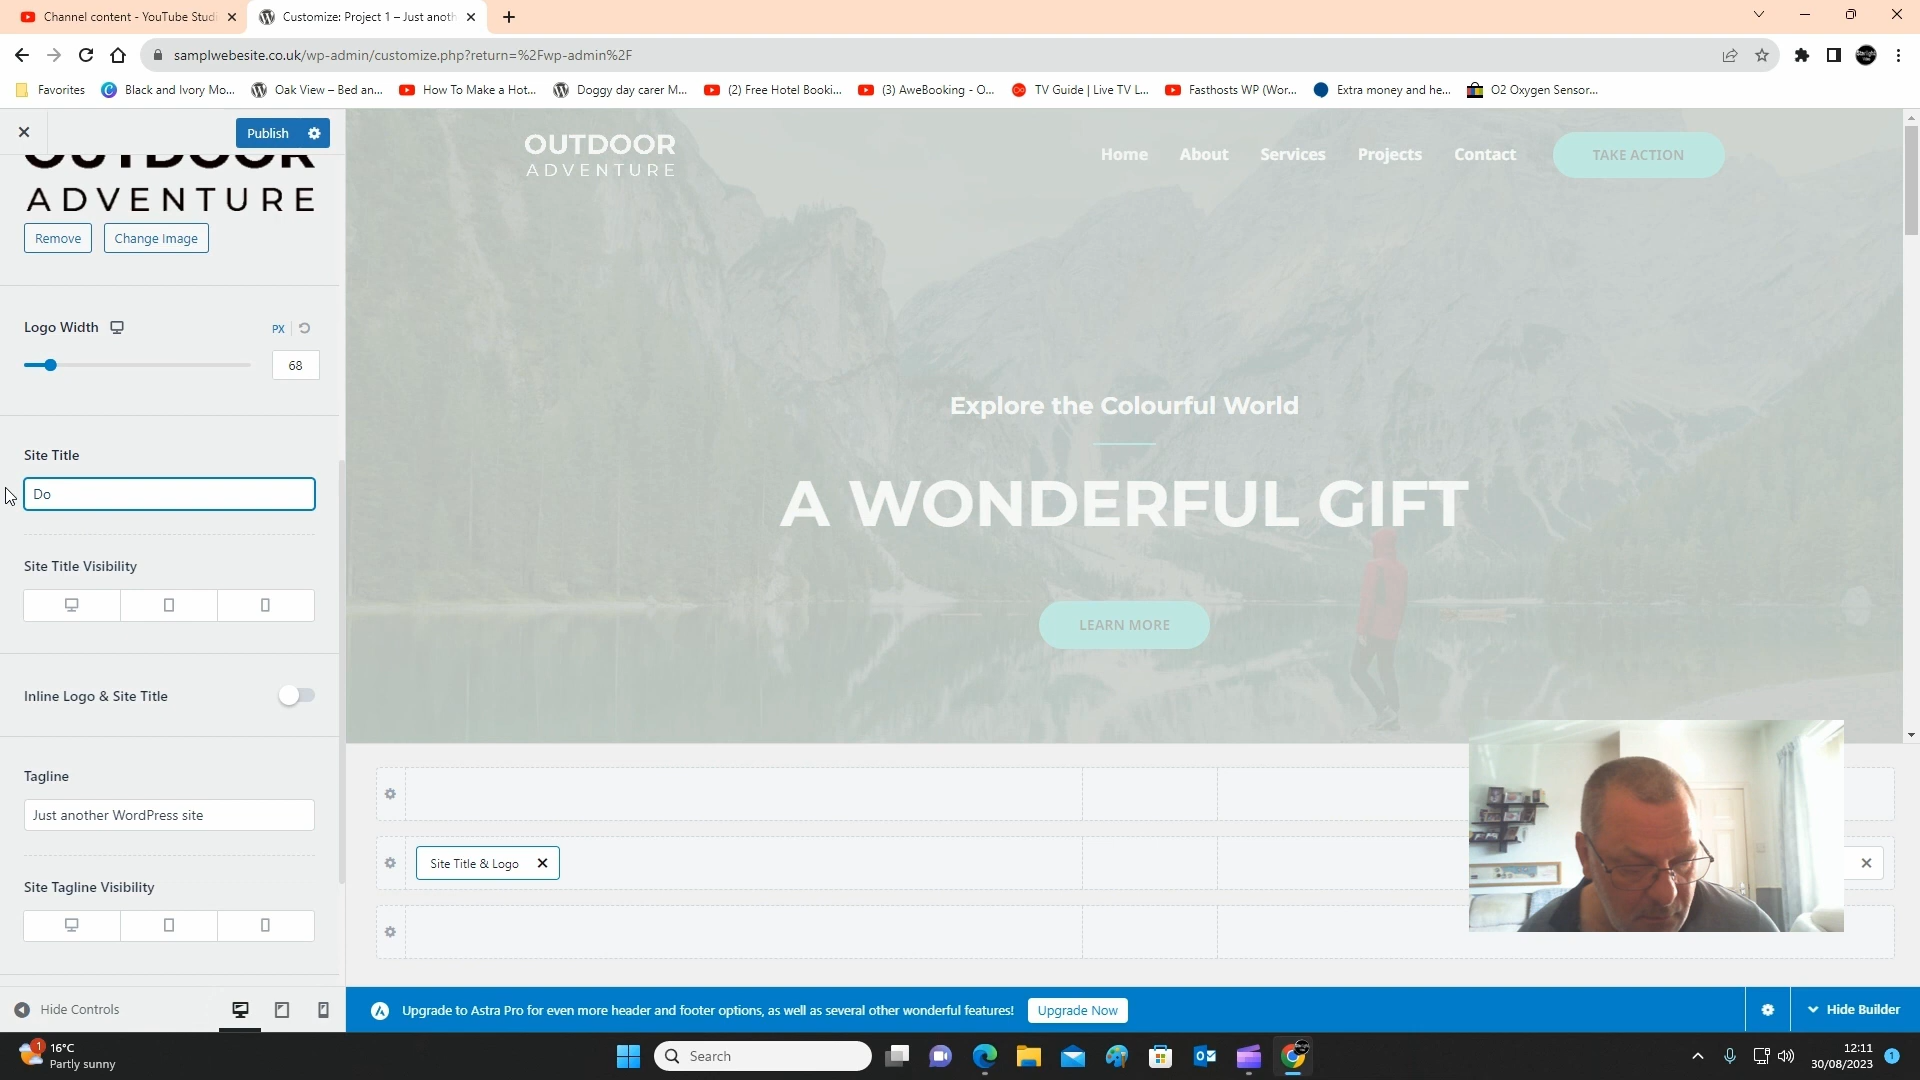 Channel content - YouTube Studi
Customize: Project 1 – Just anoth
samplwebesite.co.uk/wp-admin/customize.php?return=%2Fwp-admin%2F
Favorites
Black and Ivory Mo...
Oak View – Bed an...
How To Make a Hot...
Doggy day carer M...
(2) Free Hotel Booki...
(3) AweBooking - O...
TV Guide | Live TV L...
Fasthosts WP (Wor...
Extra money and he...
O2 Oxygen Sensor...
Publish
OUTDOOR
ADVENTURE
Remove
Change Image
Logo Width
PX
68
Site Title
Do
Site Title Visibility
Inline Logo & Site Title
Tagline
Just another WordPress site
Site Tagline Visibility
Hide Controls
OUTDOOR
ADVENTURE
Home
About
Services
Projects
Contact
TAKE ACTION
Explore the Colourful World
A WONDERFUL GIFT
LEARN MORE
Site Title & Logo
Upgrade to Astra Pro for even more header and footer options, as well as several other wonderful features!
Upgrade Now
Hide Builder
1
16°C
Partly sunny
Search
12:11
30/08/2023
1